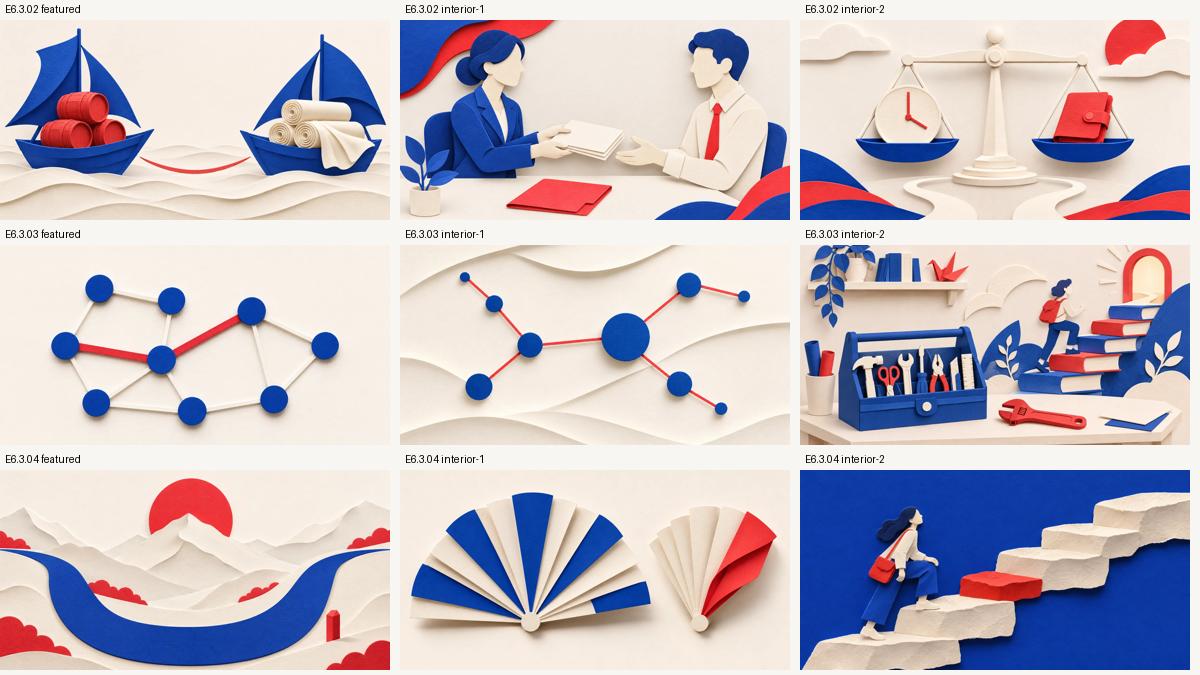 E6.3.02 featured
E6.3.02 interior-1
E6.3.02 interior-2
E6.3.03 featured
E6.3.03 interior-1
E6.3.03 interior-2
E6.3.04 featured
E6.3.04 interior-1
E6.3.04 interior-2